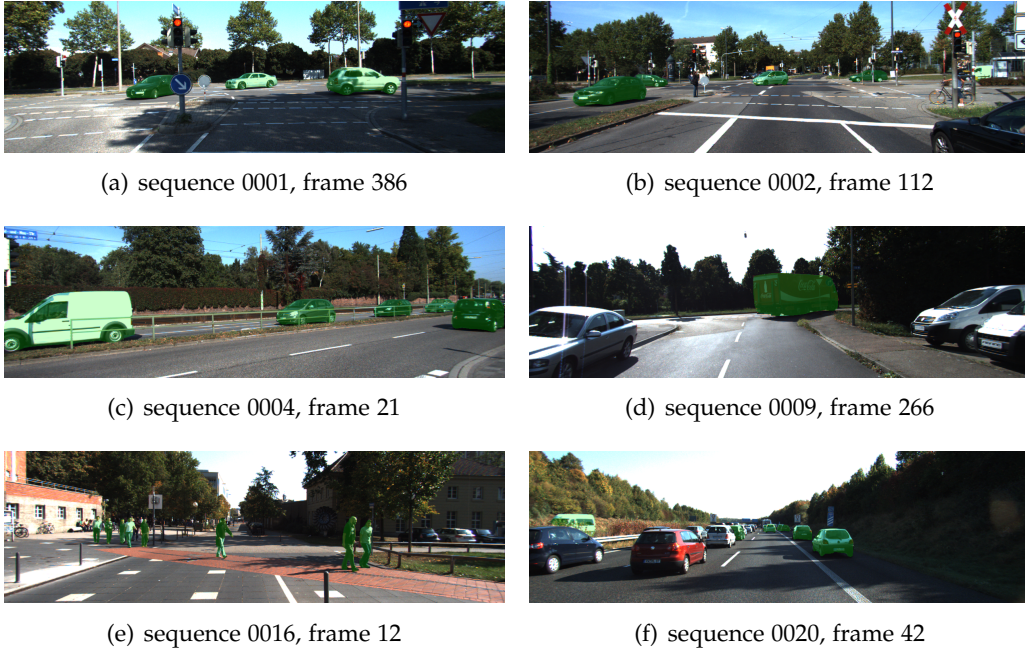 (a) sequence 0001, frame 386
(b) sequence 0002, frame 112
(c) sequence 0004, frame 21
(d) sequence 0009, frame 266
(e) sequence 0016, frame 12
(f) sequence 0020, frame 42